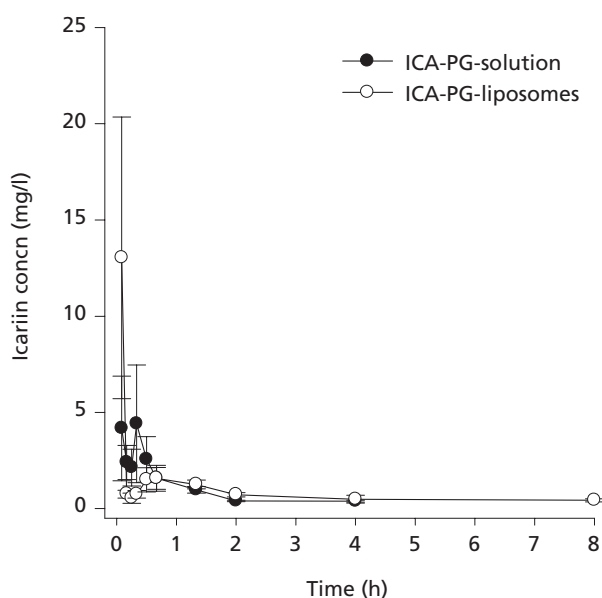 25
20
15
10
5
0
Icariin concn (mg/l)
ICA-PG-solution
ICA-PG-liposomes
0 1 2 3 4 5 6 7 8
Time (h)